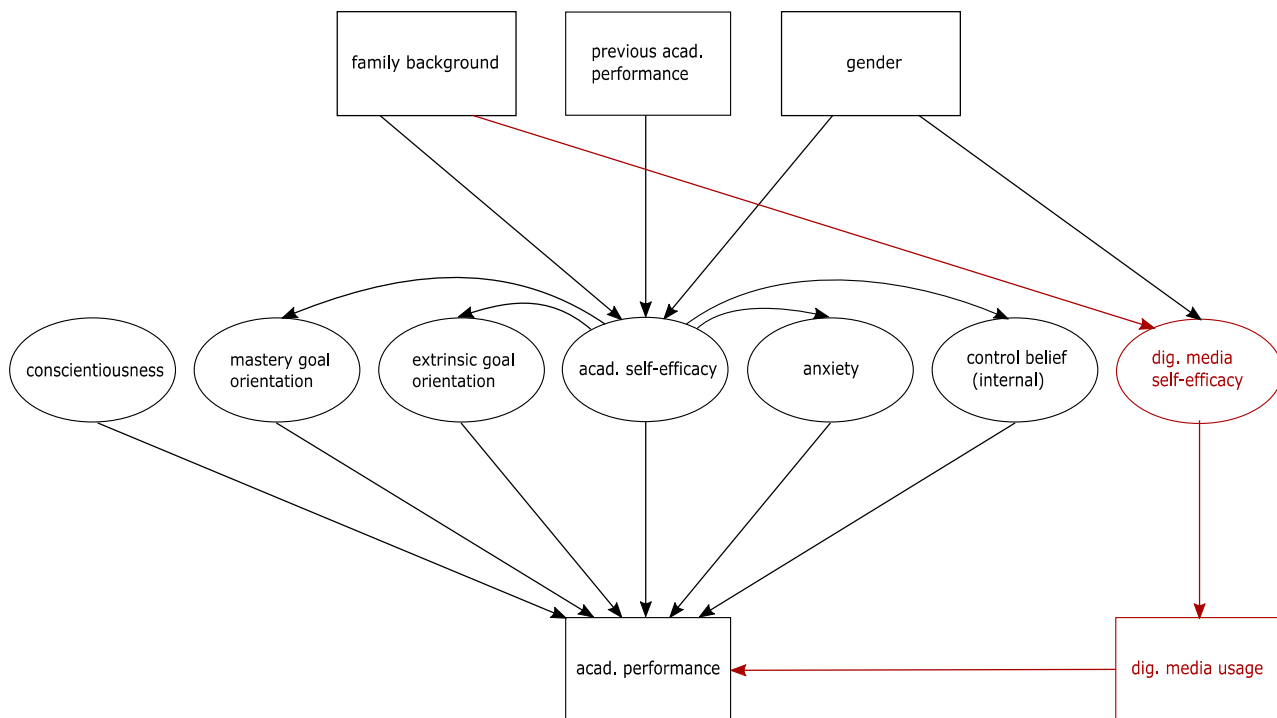 family background
previous acad.
performance
gender
conscientiousness
mastery goal
orientation
extrinsic goal
orientation
acad. self-efficacy
anxiety
control belief
(internal)
dig. media
self-efficacy
acad. performance
dig. media usage